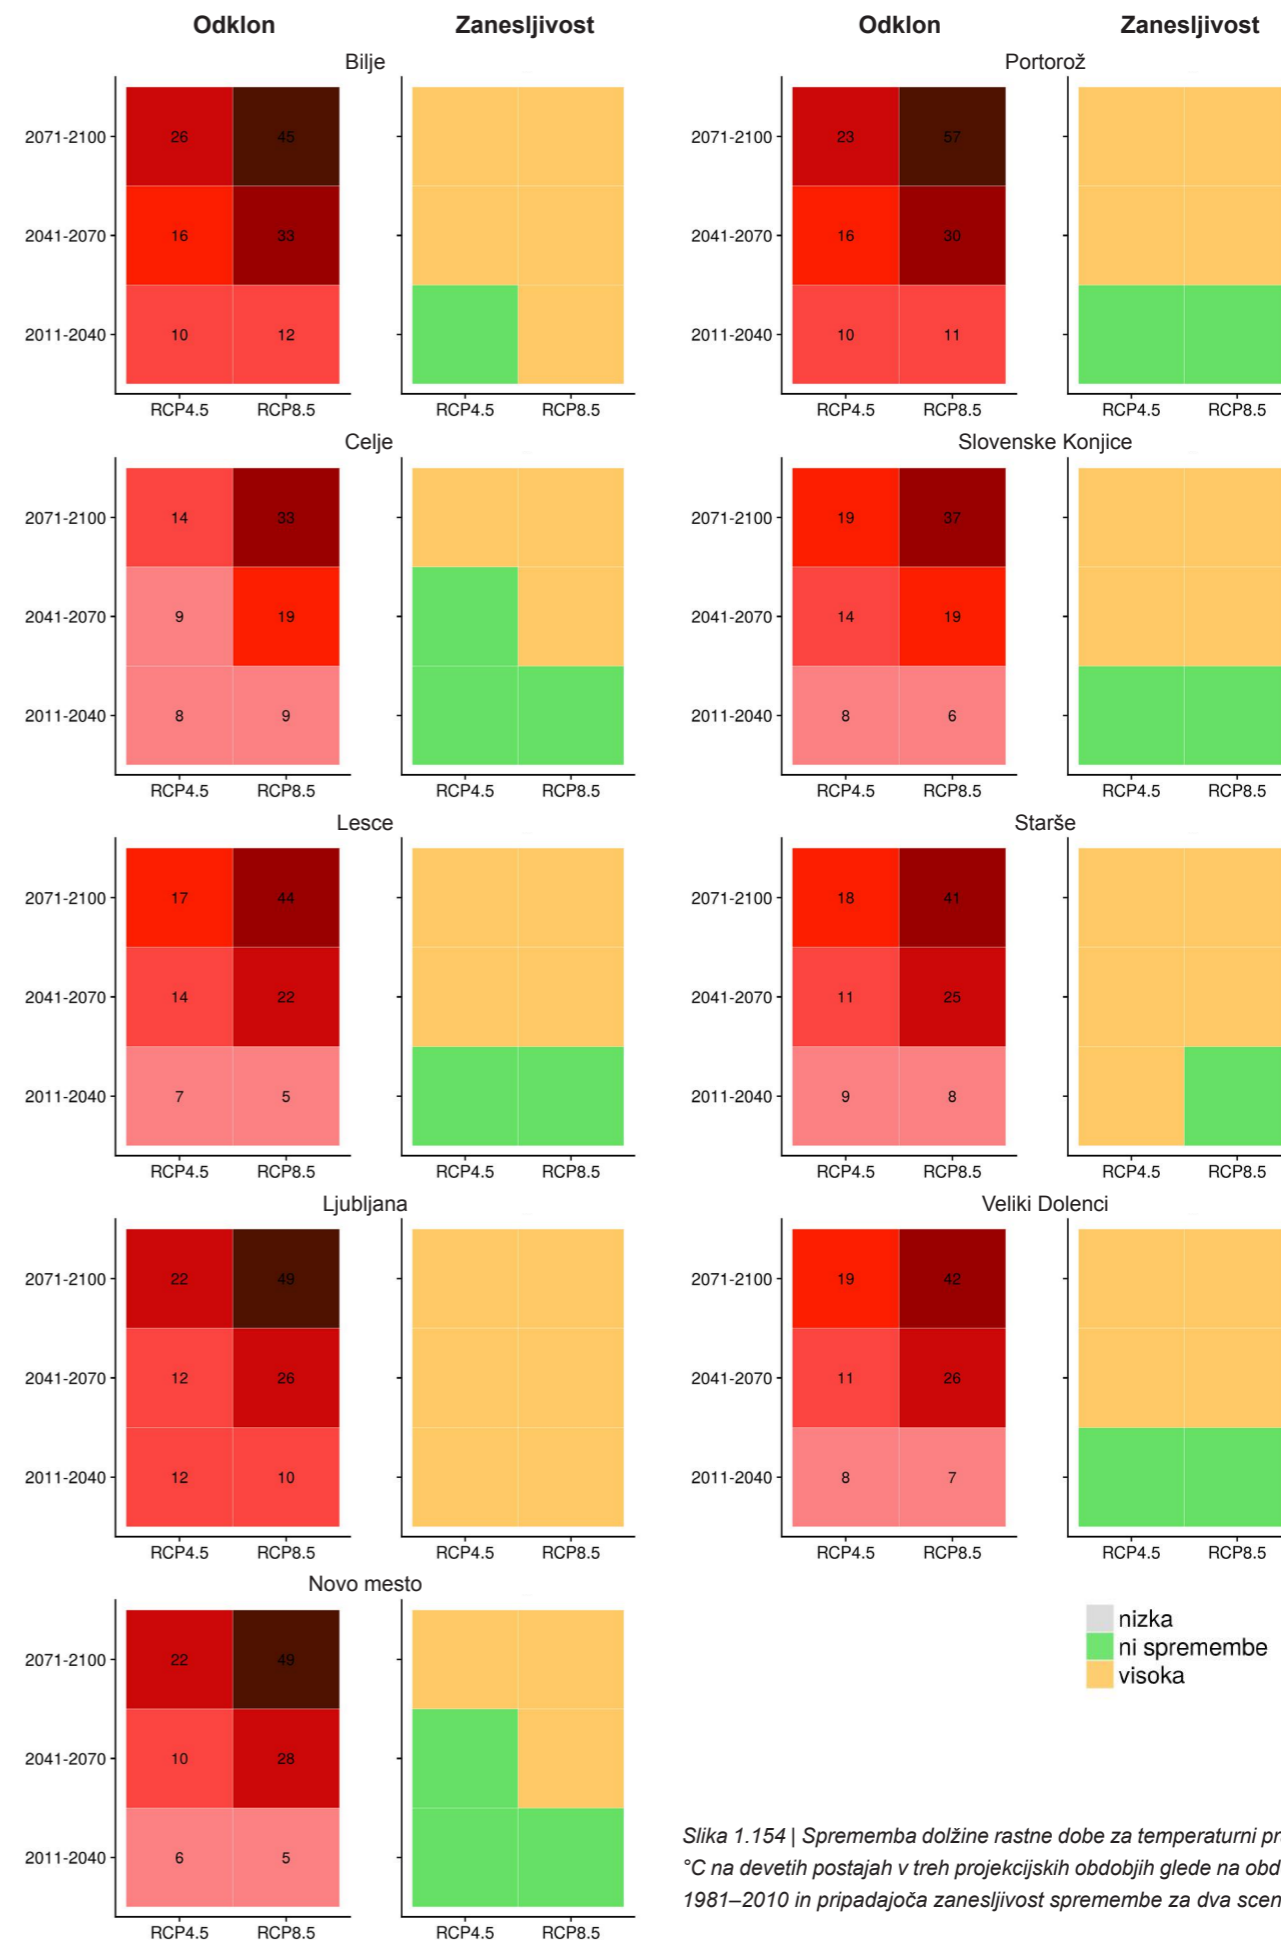 Odklon Zanesljivost
Bilje
2071-2100 26 45
2041-2070 16 33
2011-2040 10 12
RCP4.5 RCP8.5 RCP4.5 RCP8.5
Celje
2071-2100 14 33
2041-2070 9 19
2011-2040 8 9
RCP4.5 RCP8.5 RCP4.5 RCP8.5
Lesce
2071-2100 17 44
2041-2070 14 22
2011-2040 7 5
RCP4.5 RCP8.5 RCP4.5 RCP8.5
Ljubljana
2071-2100 22 49
2041-2070 12 26
2011-2040 12 10
RCP4.5 RCP8.5 RCP4.5 RCP8.5
Novo mesto
2071-2100 22 49
2041-2070 10 28
2011-2040 6 5
RCP4.5 RCP8.5 RCP4.5 RCP8.5
Odklon Zanesljivost
Portorož
2071-2100 23 57
2041-2070 16 30
2011-2040 10 11
RCP4.5 RCP8.5 RCP4.5 RCP8.5
Slovenske Konjice
2071-2100 19 37
2041-2070 14 19
2011-2040 8 6
RCP4.5 RCP8.5 RCP4.5 RCP8.5
Starše
2071-2100 18 41
2041-2070 11 25
2011-2040 9 8
RCP4.5 RCP8.5 RCP4.5 RCP8.5
Veliki Dolenci
2071-2100 19 42
2041-2070 11 26
2011-2040 8 7
RCP4.5 RCP8.5 RCP4.5 RCP8.5
nizka
ni spremembe
visoka
Slika 1.154 | Sprememba dolžine rastne dobe za temperaturni
°C na devetih postajah v treh projekcijskih obdobjih glede na
1981–2010 in pripadajoča zanesljivost spremembe za dva